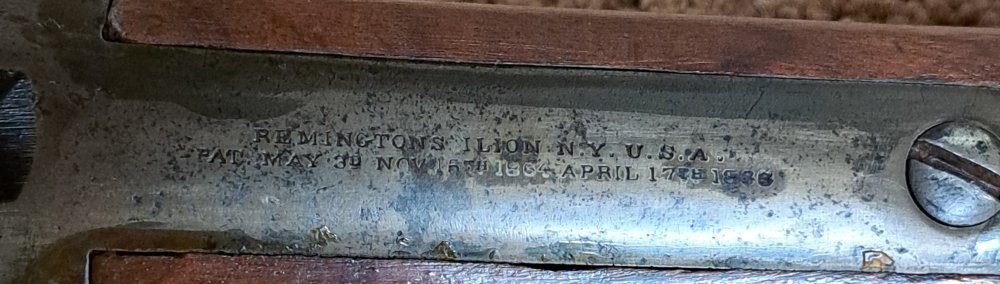 REMINGTONS ILION. N.Y. U.S.A.
PAT. MAY 3D NOV. 15TH 1864. APRIL 17TH 1866